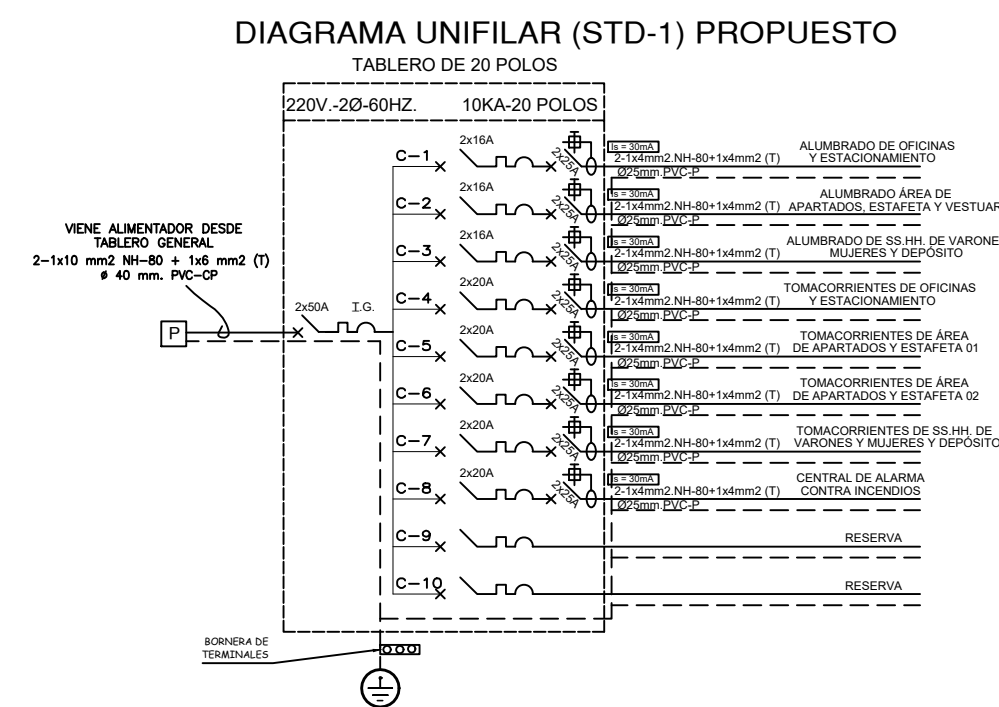 DIAGRAMA UNIFILAR (STD-1) PROPUESTO
TABLERO DE 20 POLOS
220V.-2Ø-60HZ. 10KA-20 POLOS
VIENE ALIMENTADOR DESDE
TABLERO GENERAL
2-1x10 mm2 NH-80 + 1x6 mm2 (T)
ø 40 mm. PVC-CP
P
2x50A I.G.
C-1
2x16A
2x25A
Is = 30mA
2-1x4mm2.NH-80+1x4mm2 (T)
Ø25mm.PVC-P
ALUMBRADO DE OFICINAS
Y ESTACIONAMIENTO
C-2
2x16A
2x25A
Is = 30mA
2-1x4mm2.NH-80+1x4mm2 (T)
Ø25mm.PVC-P
ALUMBRADO ÁREA DE
APARTADOS, ESTAFETA Y VESTUAR
C-3
2x16A
2x25A
Is = 30mA
2-1x4mm2.NH-80+1x4mm2 (T)
Ø25mm.PVC-P
ALUMBRADO DE SS.HH. DE VARONE
MUJERES Y DEPÓSITO
C-4
2x20A
2x25A
Is = 30mA
2-1x4mm2.NH-80+1x4mm2 (T)
Ø25mm.PVC-P
TOMACORRIENTES DE OFICINAS
Y ESTACIONAMIENTO
C-5
2x20A
2x25A
Is = 30mA
2-1x4mm2.NH-80+1x4mm2 (T)
Ø25mm.PVC-P
TOMACORRIENTES DE ÁREA
DE APARTADOS Y ESTAFETA 01
C-6
2x20A
2x25A
Is = 30mA
2-1x4mm2.NH-80+1x4mm2 (T)
Ø25mm.PVC-P
TOMACORRIENTES DE ÁREA
DE APARTADOS Y ESTAFETA 02
C-7
2x20A
2x25A
Is = 30mA
2-1x4mm2.NH-80+1x4mm2 (T)
Ø25mm.PVC-P
TOMACORRIENTES DE SS.HH. DE
VARONES Y MUJERES Y DEPÓSITO
C-8
2x20A
2x25A
Is = 30mA
2-1x4mm2.NH-80+1x4mm2 (T)
Ø25mm.PVC-P
CENTRAL DE ALARMA
CONTRA INCENDIOS
C-9
RESERVA
C-10
RESERVA
BORNERA DE
TERMINALES